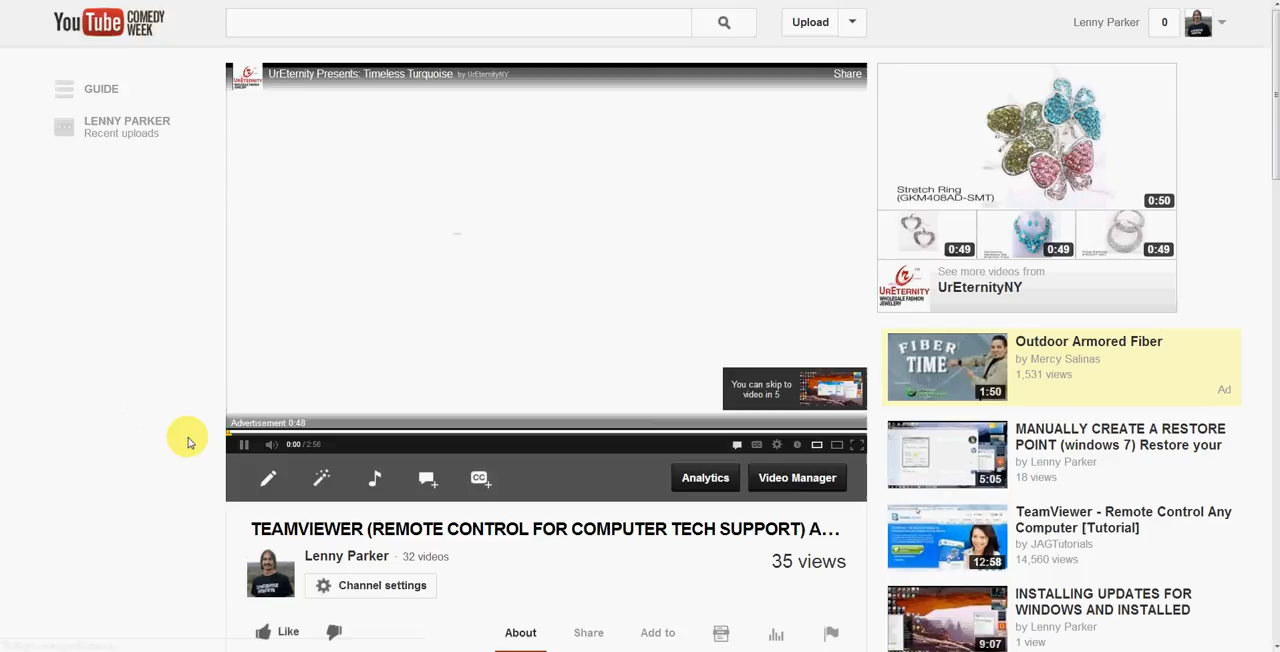 YouTube COMEDY WEEK
Upload
Lenny Parker
0
GUIDE
LENNY PARKER
Recent uploads
UrEternity Presents: Timeless Turquoise by UrEternityNY
Share
You can skip to
video in 5
Advertisement 0:48
0:00 / 2:56
Analytics
Video Manager
TEAMVIEWER (REMOTE CONTROL FOR COMPUTER TECH SUPPORT) A...
Lenny Parker · 32 videos
35 views
Channel settings
Like
About
Share
Add to
Stretch Ring
(GKM408AD-SMT)
0:50
0:49
0:49
0:49
URETERNITY
WHOLESALE FASHION
JEWELERY
See more videos from
UrEternityNY
FIBER
TIME
1:50
Outdoor Armored Fiber
by Mercy Salinas
1,531 views
Ad
5:05
MANUALLY CREATE A RESTORE
POINT (windows 7) Restore your
by Lenny Parker
18 views
12:58
TeamViewer - Remote Control Any
Computer [Tutorial]
by JAGTutorials
14,560 views
9:07
INSTALLING UPDATES FOR
WINDOWS AND INSTALLED
by Lenny Parker
1 view